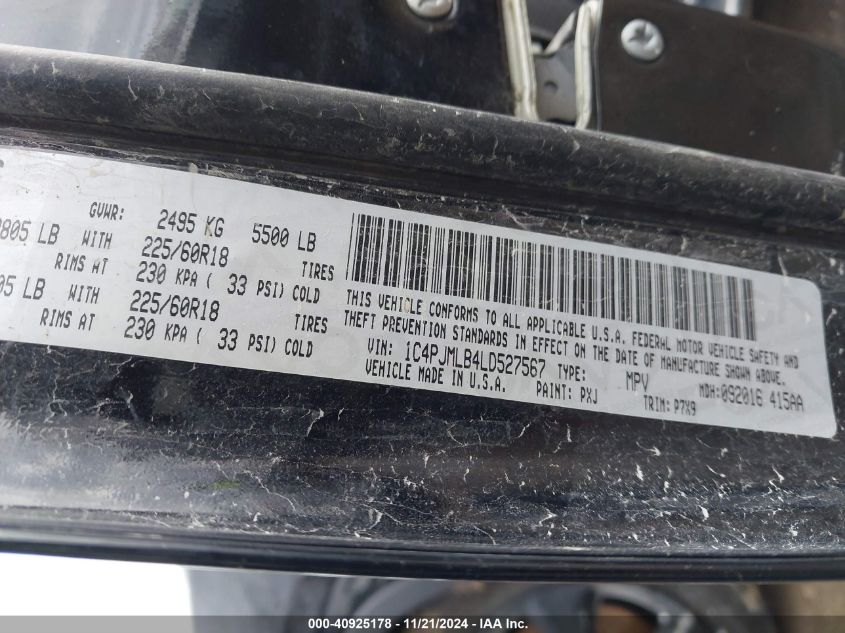 GVWR: 2495 KG 5500 LB
805 LB WITH 225/60R18 TIRES
RIMS AT 230 KPA ( 33 PSI) COLD
05 LB WITH 225/60R18 TIRES
RIMS AT 230 KPA ( 33 PSI) COLD
THIS VEHICLE CONFORMS TO ALL APPLICABLE U.S.A. FEDERAL MOTOR VEHICLE SAFETY AND
THEFT PREVENTION STANDARDS IN EFFECT ON THE DATE OF MANUFACTURE SHOWN ABOVE.
VIN: 1C4PJMLB4LD527567 TYPE: MPV MDH:092016 415AA
VEHICLE MADE IN U.S.A. PAINT: PXJ TRIM: P7X9
000-40925178 - 11/21/2024 - IAA Inc.